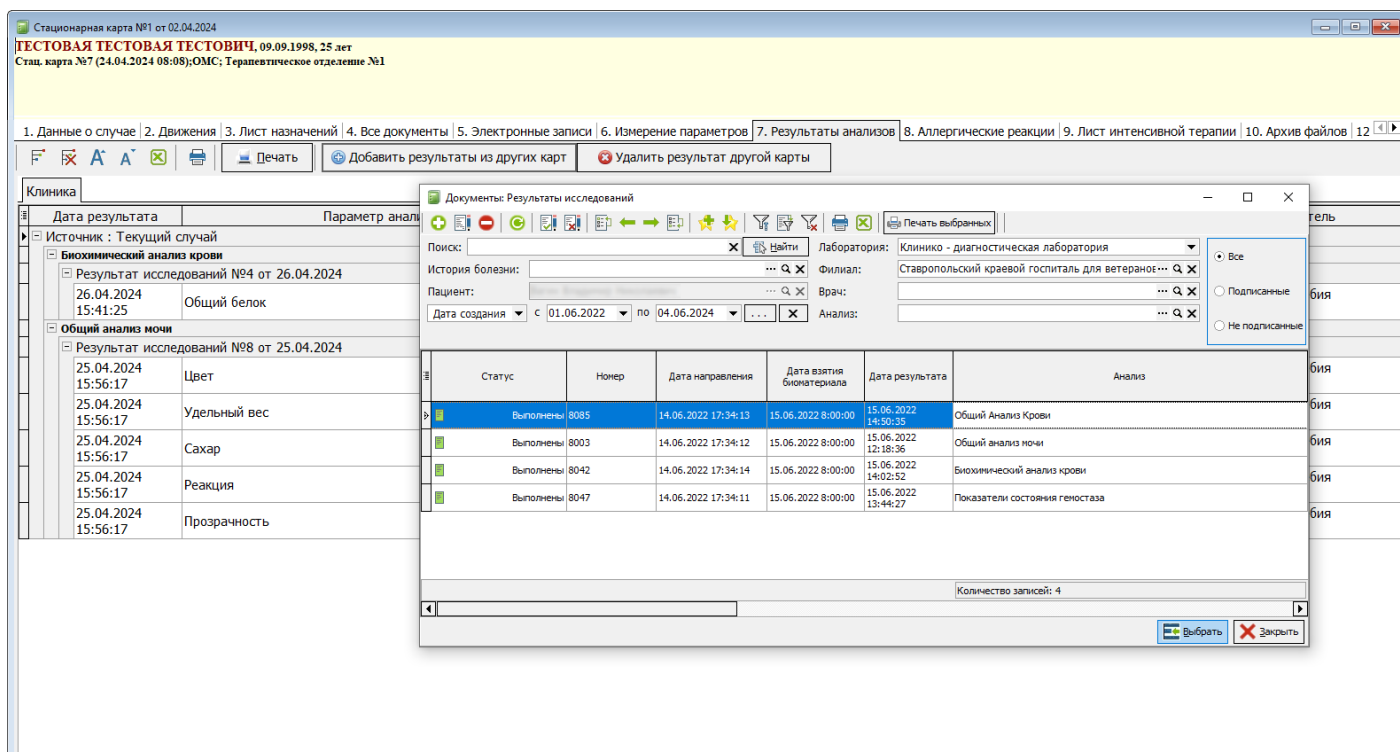 Стационарная карта №1 от 02.04.2024
ТЕСТОВАЯ ТЕСТОВАЯ ТЕСТОВИЧ, 09.09.1998, 25 лет
Стац. карта №7 (24.04.2024 08:08);ОМС; Терапевтическое отделение №1
1. Данные о случае 2. Движения 3. Лист назначений 4. Все документы 5. Электронные записи 6. Измерение параметров 7. Результаты анализов 8. Аллергические реакции 9. Лист интенсивной терапии 10. Архив файлов 12
Печать Добавить результаты из других карт Удалить результат другой карты
Клиника
Дата результата Параметр анали тель
Источник : Текущий случай
Биохимический анализ крови
Результат исследований №4 от 26.04.2024
26.04.2024
15:41:25 Общий белок бия
Общий анализ мочи
Результат исследований №8 от 25.04.2024
25.04.2024
15:56:17 Цвет бия
25.04.2024
15:56:17 Удельный вес бия
25.04.2024
15:56:17 Сахар бия
25.04.2024
15:56:17 Реакция бия
25.04.2024
15:56:17 Прозрачность бия
Документы: Результаты исследований
Печать выбранных
Поиск: Найти Лаборатория: Клинико - диагностическая лаборатория
История болезни: Филиал: Ставропольский краевой госпиталь для ветеранов
Пациент: Врач:
Дата создания с 01.06.2022 по 04.06.2024 ... Анализ:
Все
Подписанные
Не подписанные
Статус Номер Дата направления Дата взятия биоматериала Дата результата Анализ
Выполнены 8085 14.06.2022 17:34:13 15.06.2022 8:00:00 15.06.2022 14:50:35 Общий Анализ Крови
Выполнены 8003 14.06.2022 17:34:12 15.06.2022 8:00:00 15.06.2022 12:18:36 Общий анализ мочи
Выполнены 8042 14.06.2022 17:34:14 15.06.2022 8:00:00 15.06.2022 14:02:52 Биохимический анализ крови
Выполнены 8047 14.06.2022 17:34:11 15.06.2022 8:00:00 15.06.2022 13:44:27 Показатели состояния гемостаза
Количество записей: 4
Выбрать Закрыть